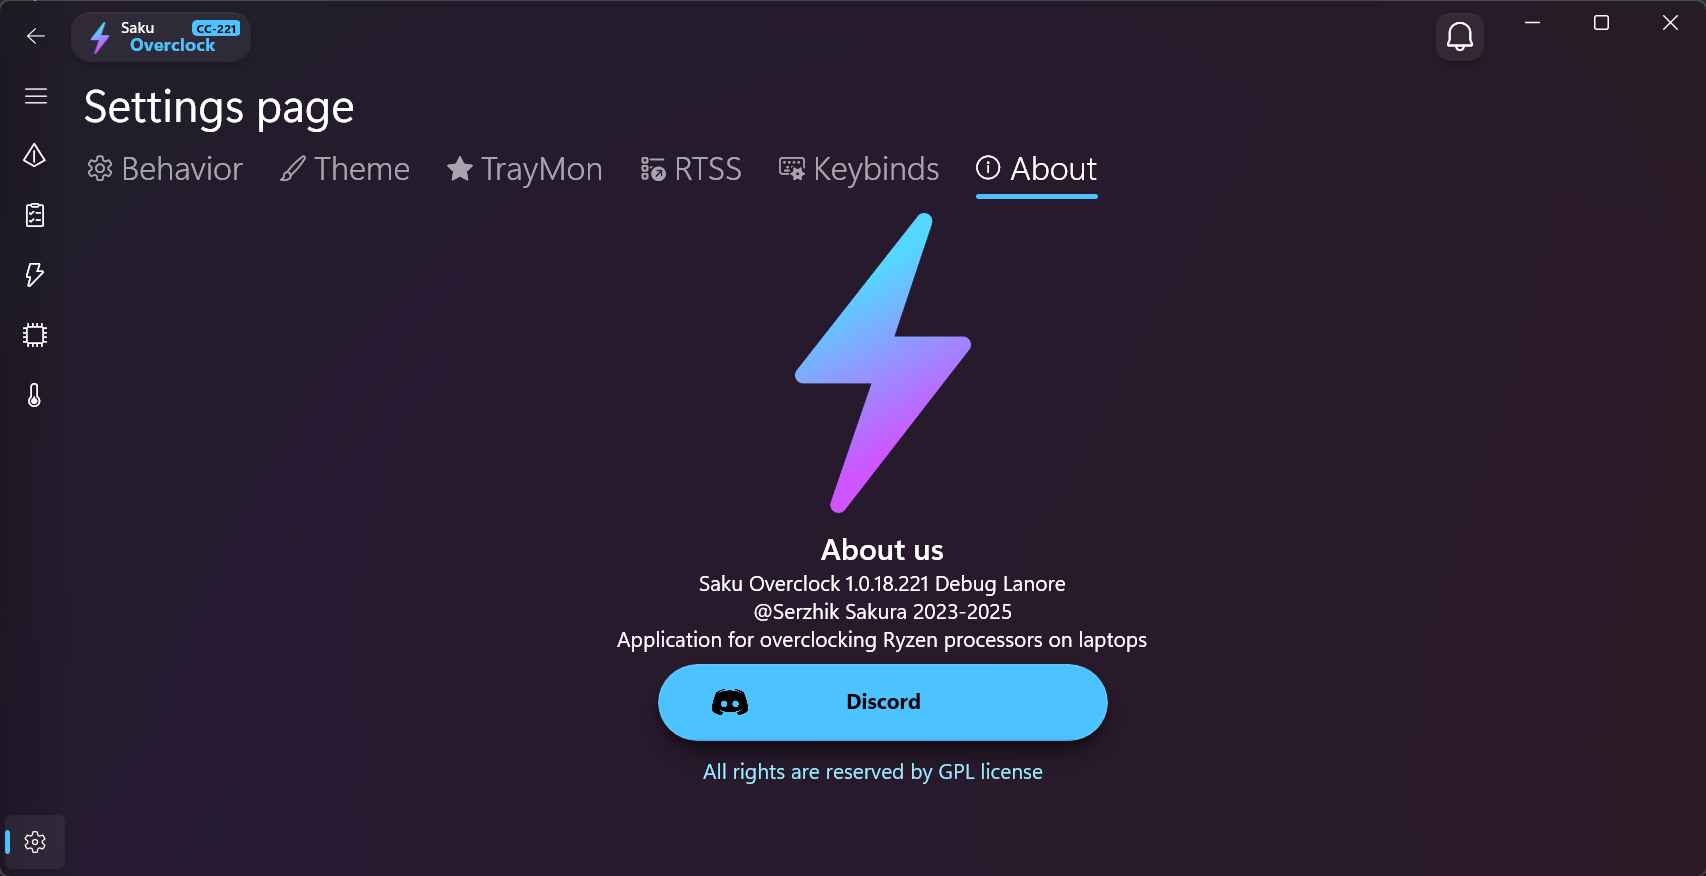 Saku
CC-221
Overclock
Settings page
Behavior
Theme
TrayMon
RTSS
Keybinds
About
About us
Saku Overclock 1.0.18.221 Debug Lanore
@Serzhik Sakura 2023-2025
Application for overclocking Ryzen processors on laptops
Discord
All rights are reserved by GPL license